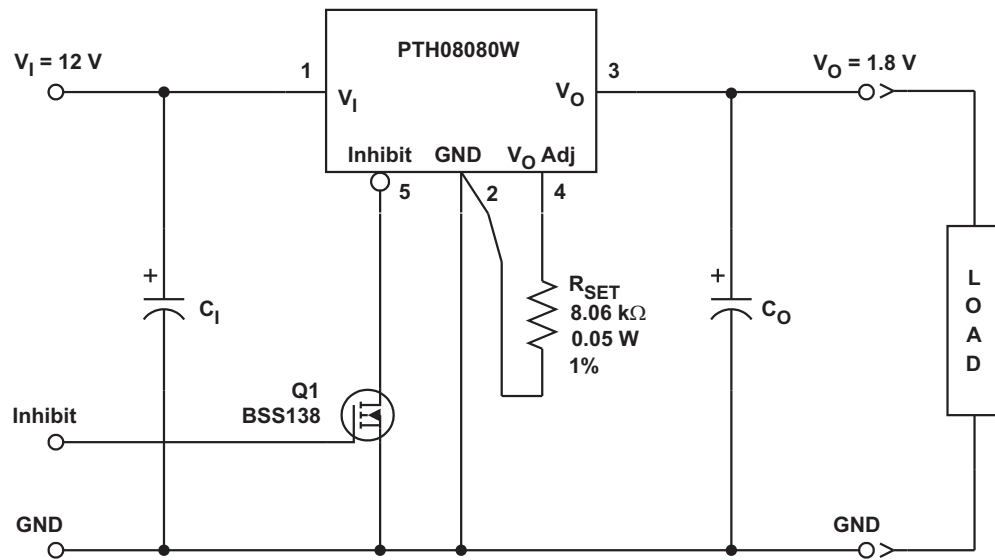 PTH08080W
V_I = 12 V
1
3
V_O = 1.8 V
V_I
V_O
Inhibit
GND
V_O Adj
5
2
4
+
C_I
R_SET
8.06 kΩ
0.05 W
1%
+
C_O
L
O
A
D
Q1
BSS138
Inhibit
GND
GND